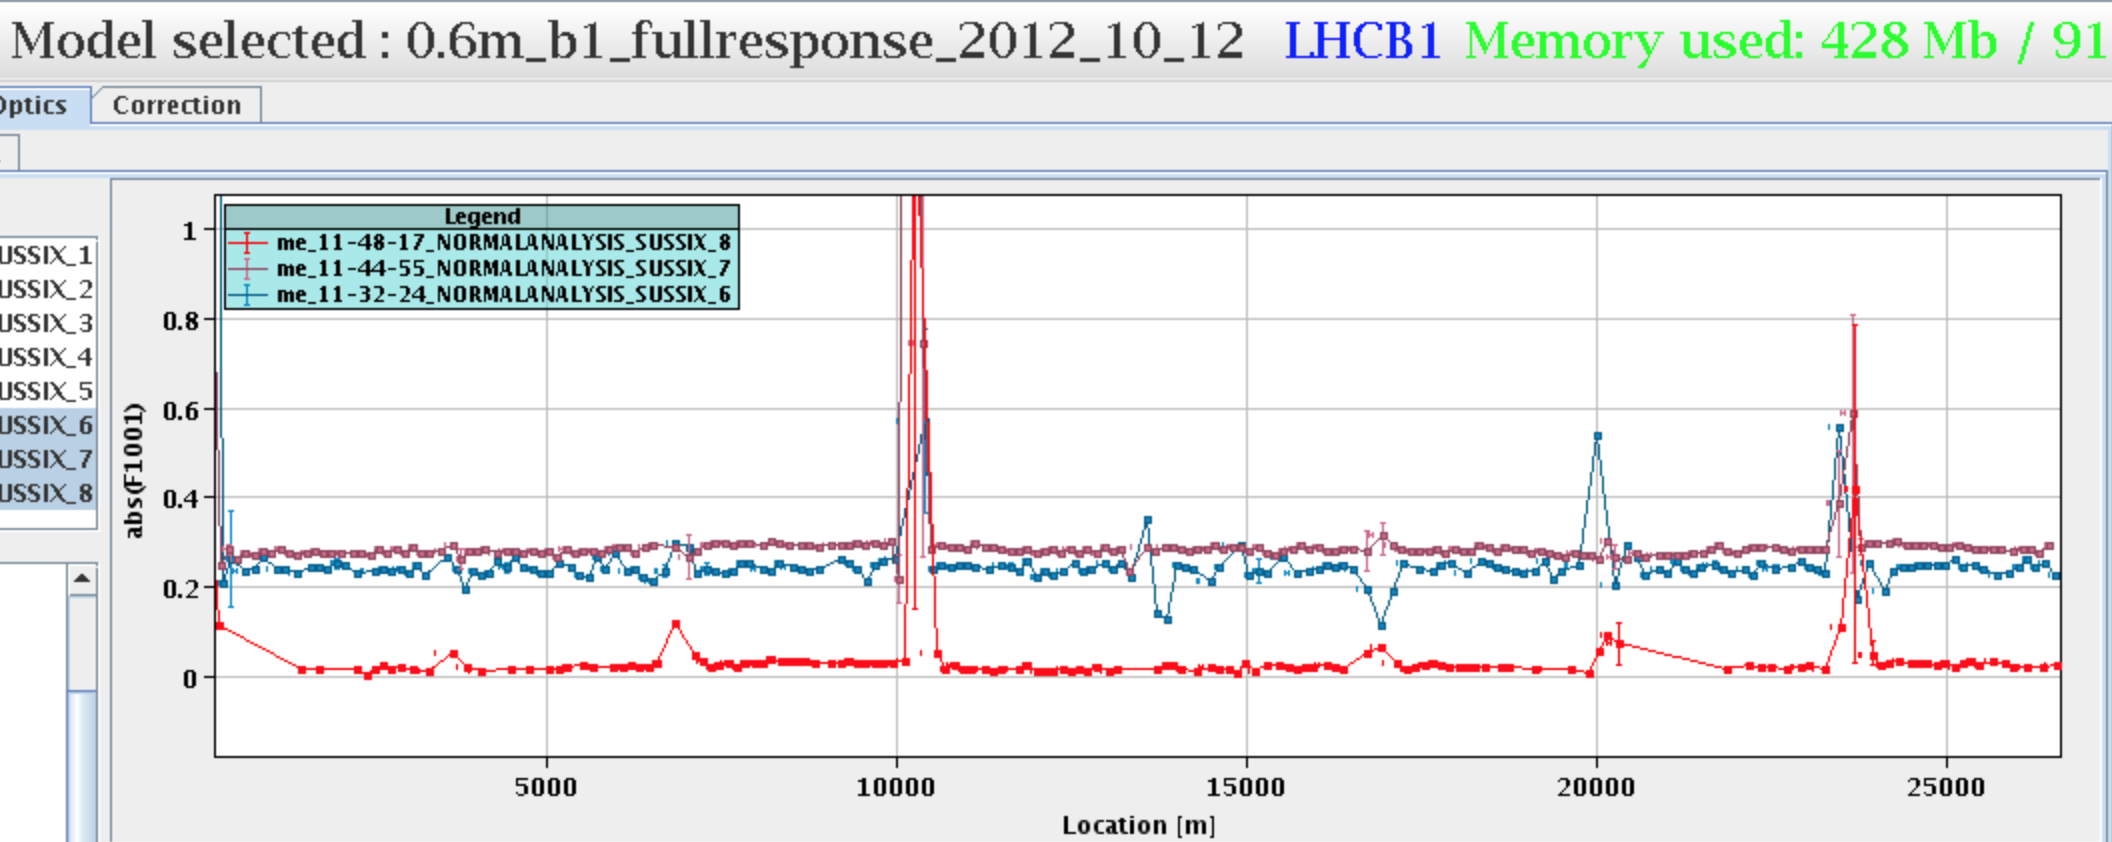 Model selected : 0.6m_b1_fullresponse_2012_10_12 LHCB1 Memory used: 428 Mb / 91
Optics Correction
USSIX_1
USSIX_2
USSIX_3
USSIX_4
USSIX_5
USSIX_6
USSIX_7
USSIX_8
Legend
me_11-48-17_NORMALANALYSIS_SUSSIX_8
me_11-44-55_NORMALANALYSIS_SUSSIX_7
me_11-32-24_NORMALANALYSIS_SUSSIX_6
abs(F1001)
1
0.8
0.6
0.4
0.2
0
5000 10000 15000 20000 25000
Location [m]